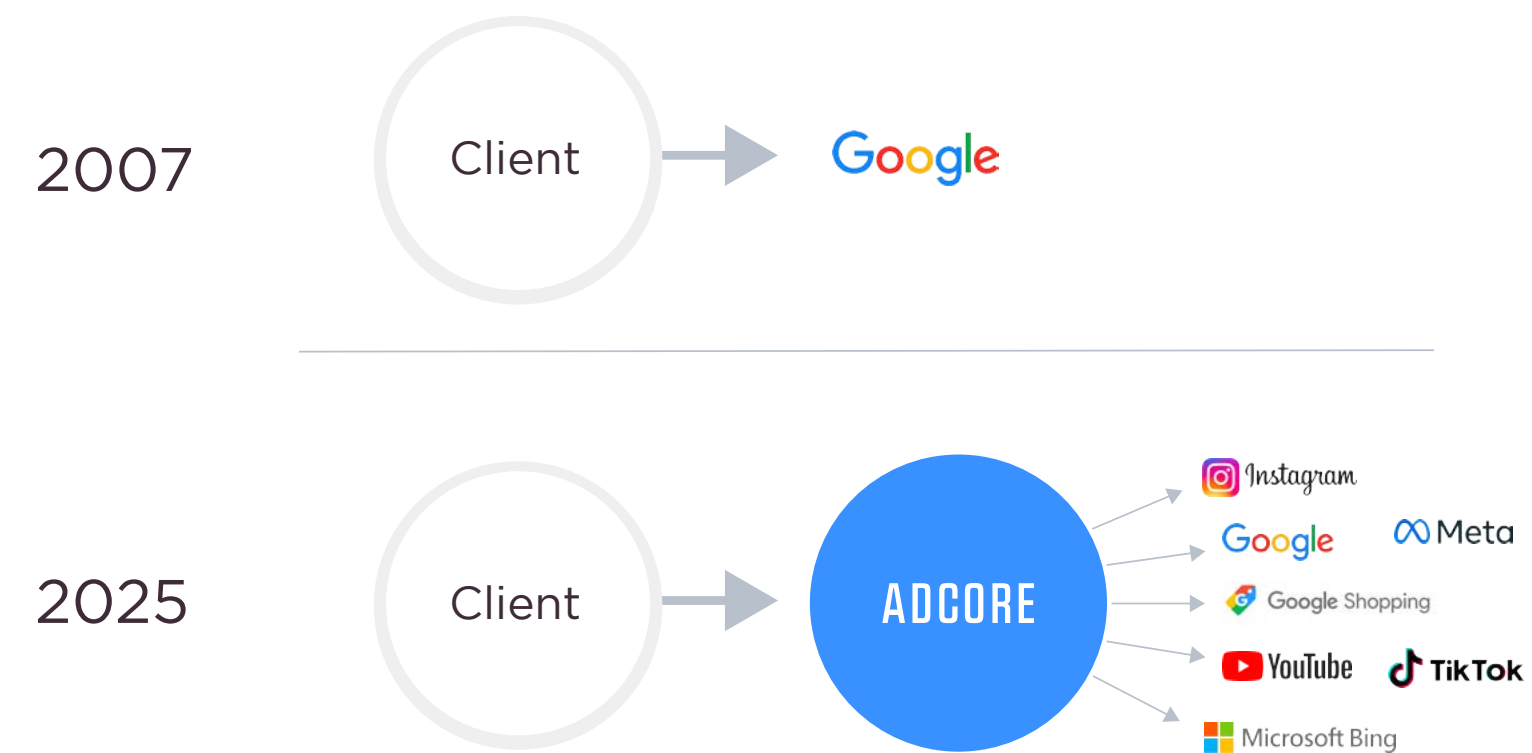 2007
Client
Google
2025
Client
ADCORE
Instagram
Google
Meta
Google Shopping
YouTube
TikTok
Microsoft Bing